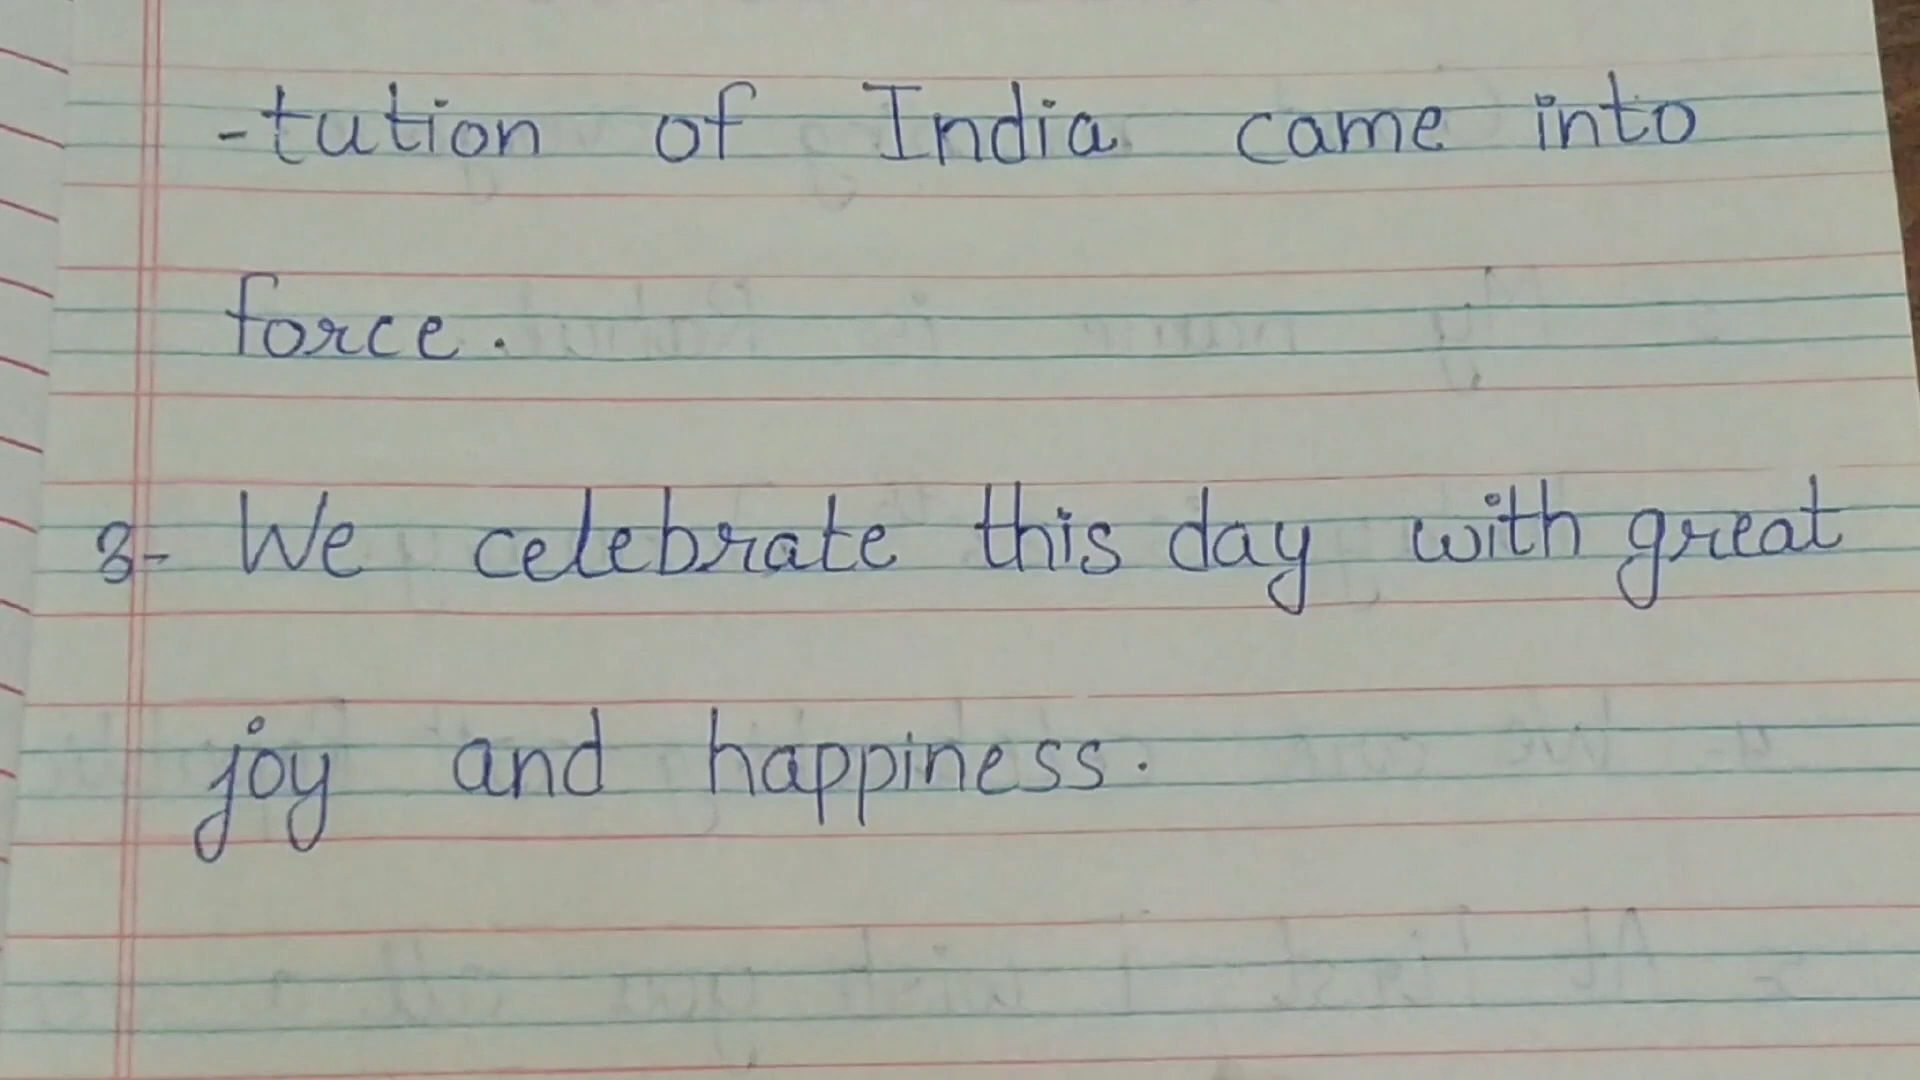 -tution of India came into
force.
3- We celebrate this day with great
joy and happiness.